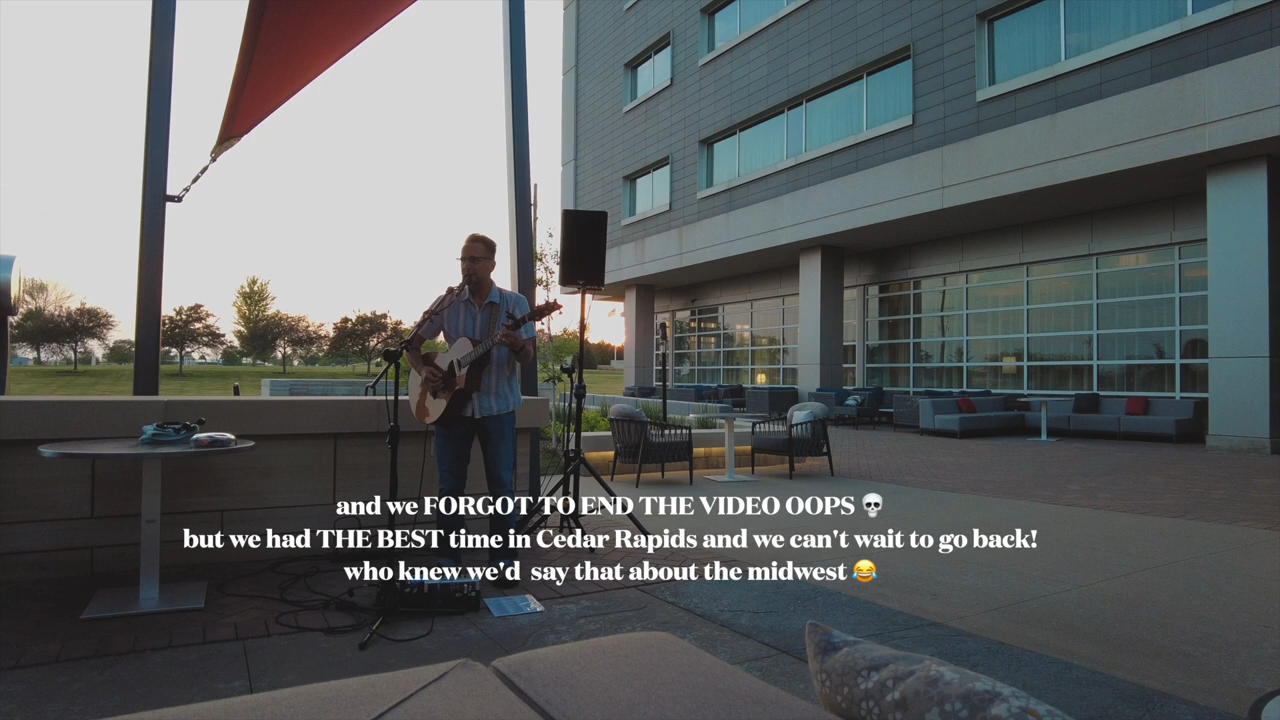 and we FORGOT TO END THE VIDEO OOPS 💀
but we had THE BEST time in Cedar Rapids and we can't wait to go back!
who knew we'd  say that about the midwest 😂